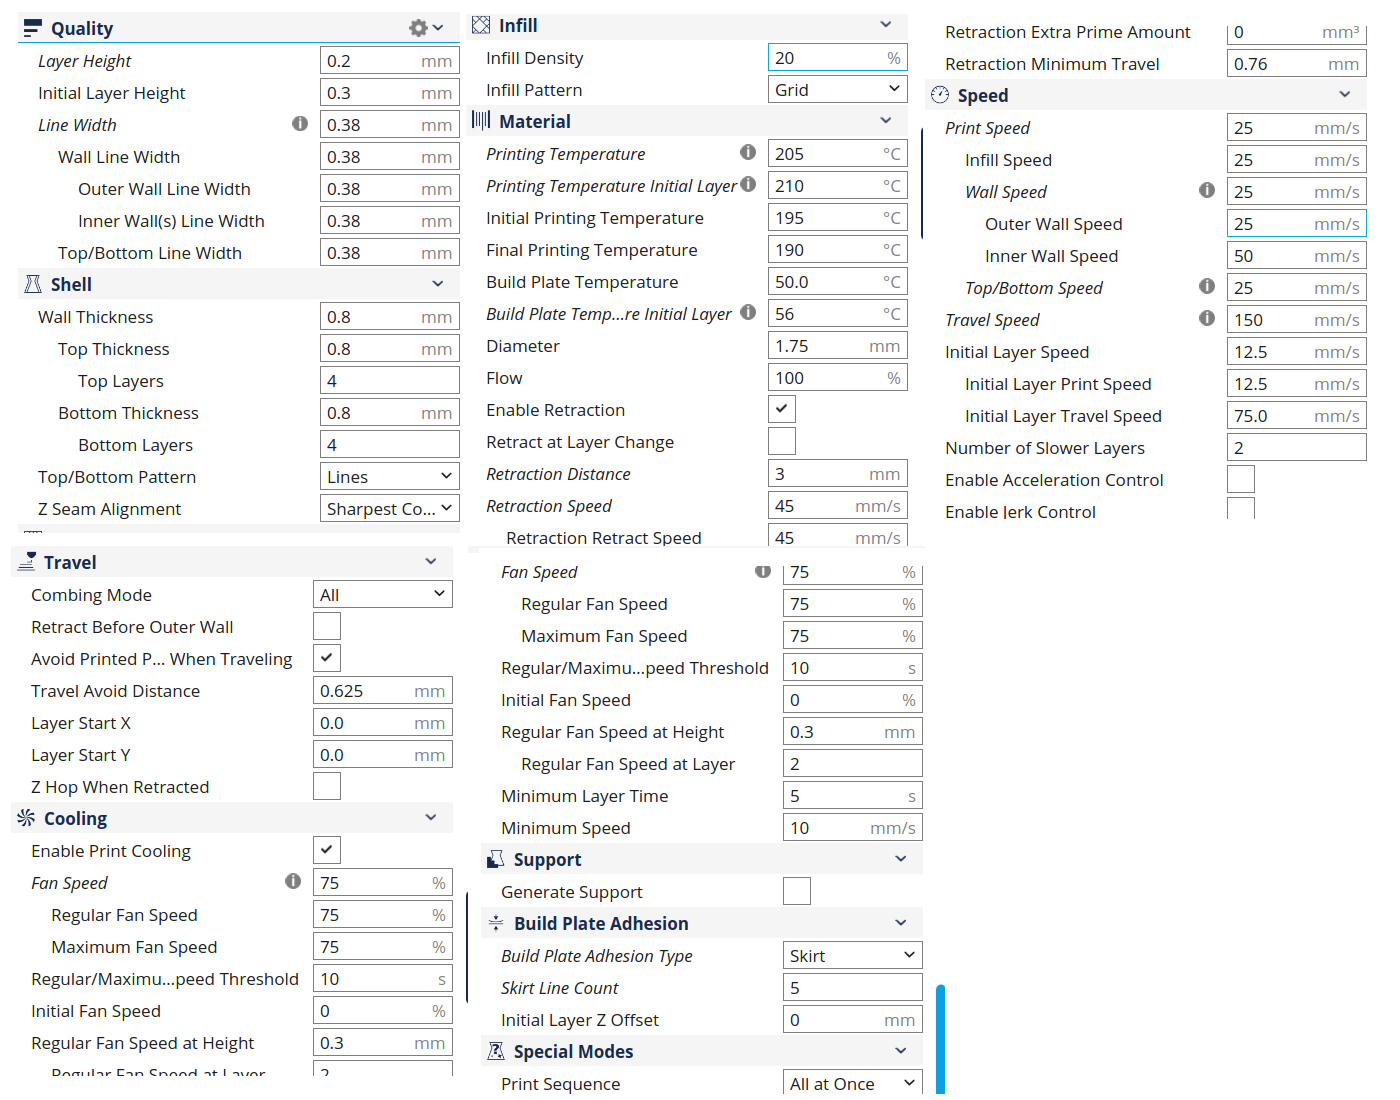 Quality
Layer Height 0.2 mm
Initial Layer Height 0.3 mm
Line Width 0.38 mm
Wall Line Width 0.38 mm
Outer Wall Line Width 0.38 mm
Inner Wall(s) Line Width 0.38 mm
Top/Bottom Line Width 0.38 mm
Shell
Wall Thickness 0.8 mm
Top Thickness 0.8 mm
Top Layers 4
Bottom Thickness 0.8 mm
Bottom Layers 4
Top/Bottom Pattern Lines
Z Seam Alignment Sharpest Co...
Infill
Infill Density 20 %
Infill Pattern Grid
Material
Printing Temperature 205 °C
Printing Temperature Initial Layer 210 °C
Initial Printing Temperature 195 °C
Final Printing Temperature 190 °C
Build Plate Temperature 50.0 °C
Build Plate Temp...re Initial Layer 56 °C
Diameter 1.75 mm
Flow 100 %
Enable Retraction
Retract at Layer Change
Retraction Distance 3 mm
Retraction Speed 45 mm/s
Retraction Retract Speed 45 mm/s
Retraction Extra Prime Amount 0 mm³
Retraction Minimum Travel 0.76 mm
Speed
Print Speed 25 mm/s
Infill Speed 25 mm/s
Wall Speed 25 mm/s
Outer Wall Speed 25 mm/s
Inner Wall Speed 50 mm/s
Top/Bottom Speed 25 mm/s
Travel Speed 150 mm/s
Initial Layer Speed 12.5 mm/s
Initial Layer Print Speed 12.5 mm/s
Initial Layer Travel Speed 75.0 mm/s
Number of Slower Layers 2
Enable Acceleration Control
Enable Jerk Control
Travel
Combing Mode All
Retract Before Outer Wall
Avoid Printed P... When Traveling
Travel Avoid Distance 0.625 mm
Layer Start X 0.0 mm
Layer Start Y 0.0 mm
Z Hop When Retracted
Cooling
Enable Print Cooling
Fan Speed 75 %
Regular Fan Speed 75 %
Maximum Fan Speed 75 %
Regular/Maximu...peed Threshold 10 s
Initial Fan Speed 0 %
Regular Fan Speed at Height 0.3 mm
Regular Fan Speed at Layer 2
Fan Speed 75 %
Regular Fan Speed 75 %
Maximum Fan Speed 75 %
Regular/Maximu...peed Threshold 10 s
Initial Fan Speed 0 %
Regular Fan Speed at Height 0.3 mm
Regular Fan Speed at Layer 2
Minimum Layer Time 5 s
Minimum Speed 10 mm/s
Support
Generate Support
Build Plate Adhesion
Build Plate Adhesion Type Skirt
Skirt Line Count 5
Initial Layer Z Offset 0 mm
Special Modes
Print Sequence All at Once